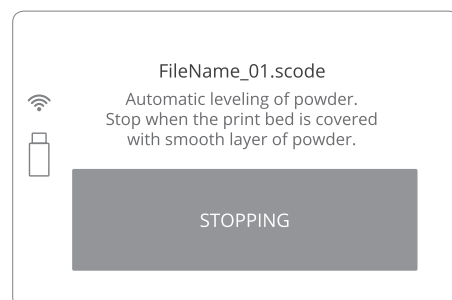 FileName_01.scode
Automatic leveling of powder.
Stop when the print bed is covered
with smooth layer of powder.
STOPPING